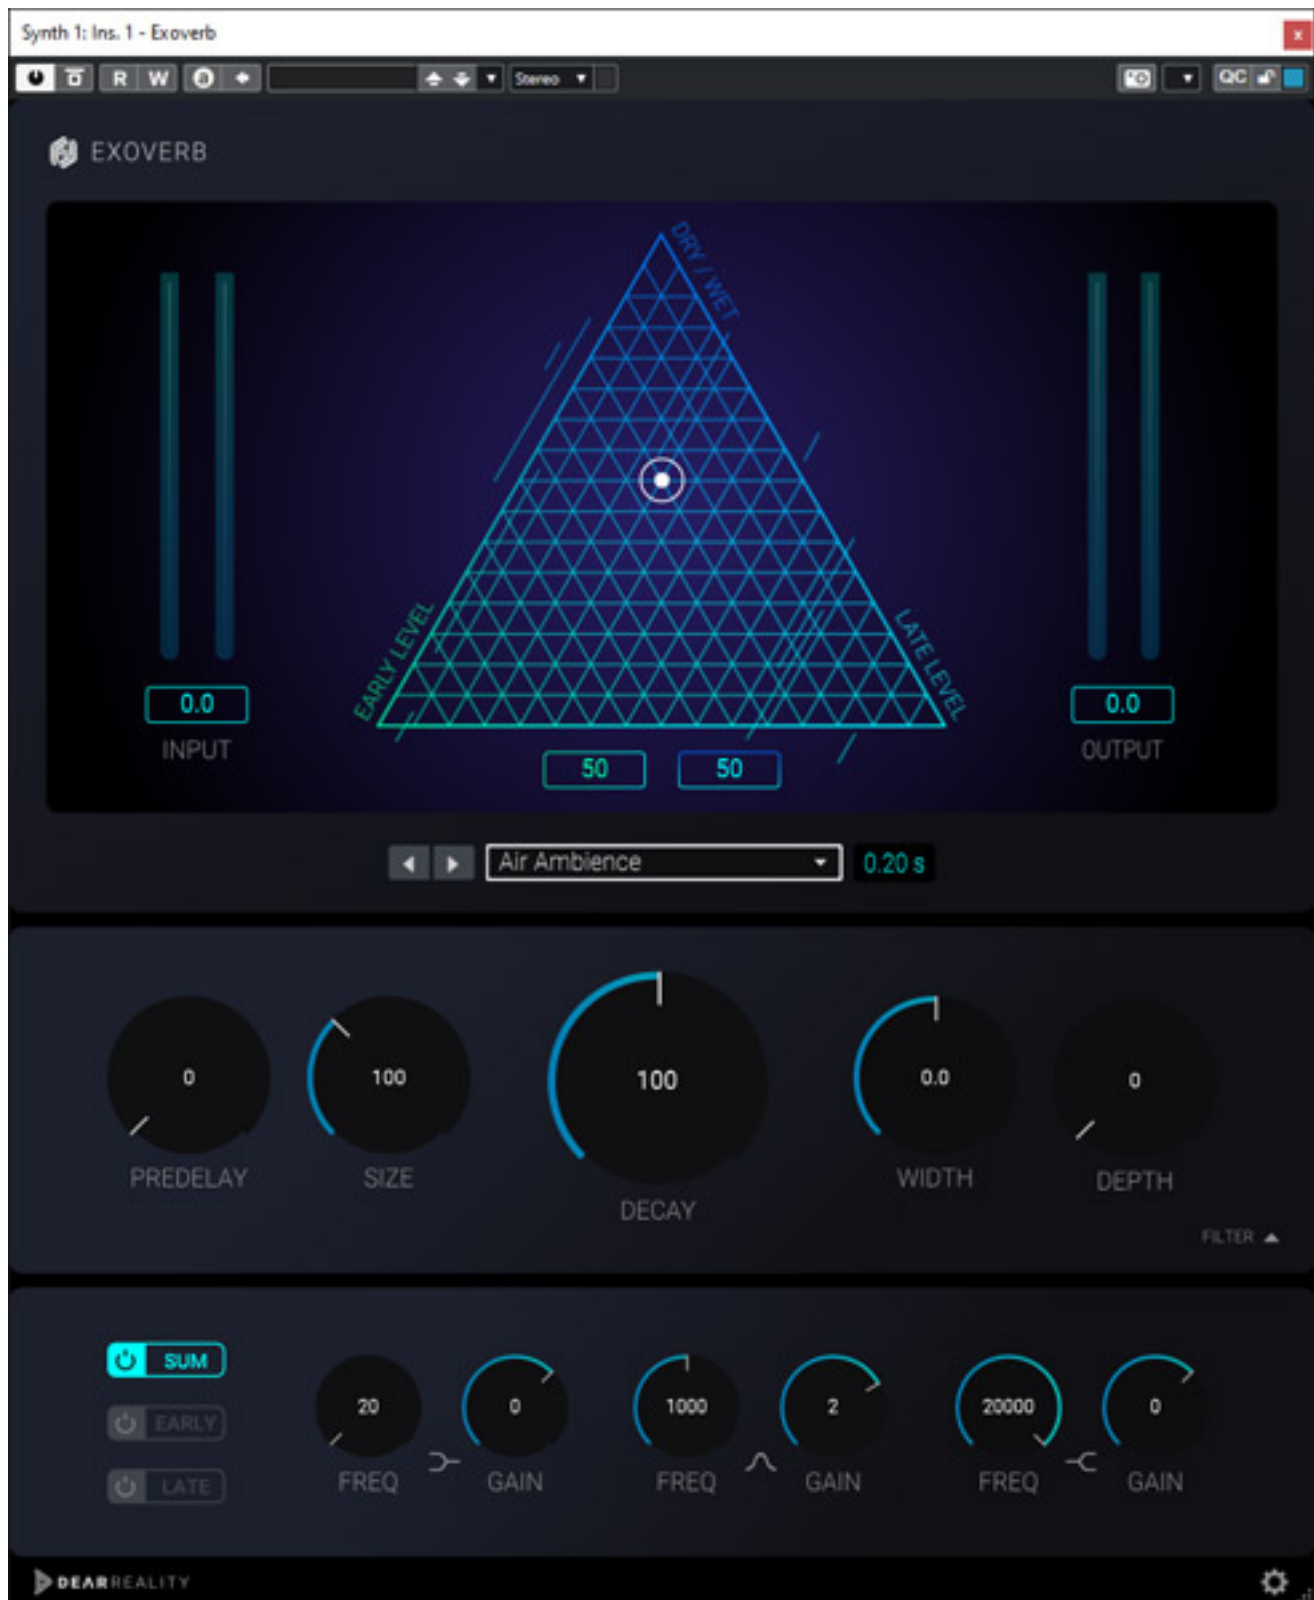 Synth 1: Ins. 1 - Exoverb
x
R W Stereo QC
EXOVERB
DRY / WET
EARLY LEVEL
LATE LEVEL
0.0
INPUT
50 50
0.0
OUTPUT
Air Ambience 0.20 s
0 100 100 0.0 0
PREDELAY SIZE DECAY WIDTH DEPTH
FILTER
SUM
EARLY
LATE
20 0 1000 2 20000 0
FREQ GAIN FREQ GAIN FREQ GAIN
DEARREALITY